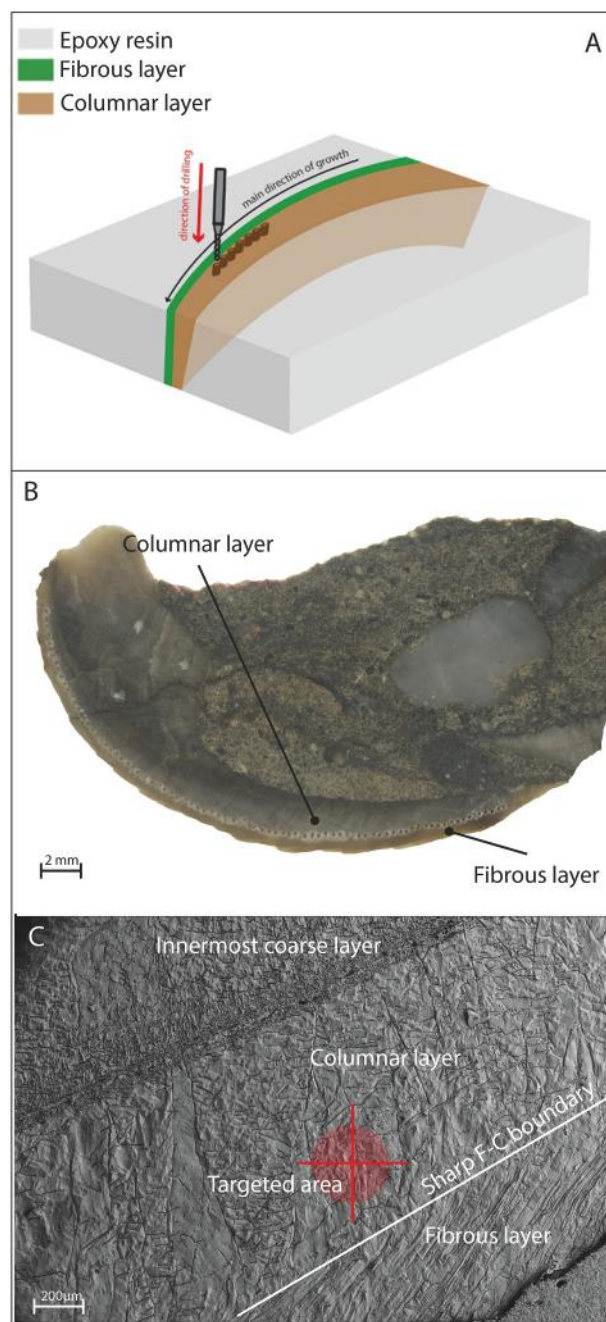 Epoxy resin
A
Fibrous layer
Columnar layer
direction of drilling
main direction of growth
B
Columnar layer
2 mm
Fibrous layer
C
Innermost coarse layer
Columnar layer
Sharp F-C boundary
Targeted area
Fibrous layer
200µm